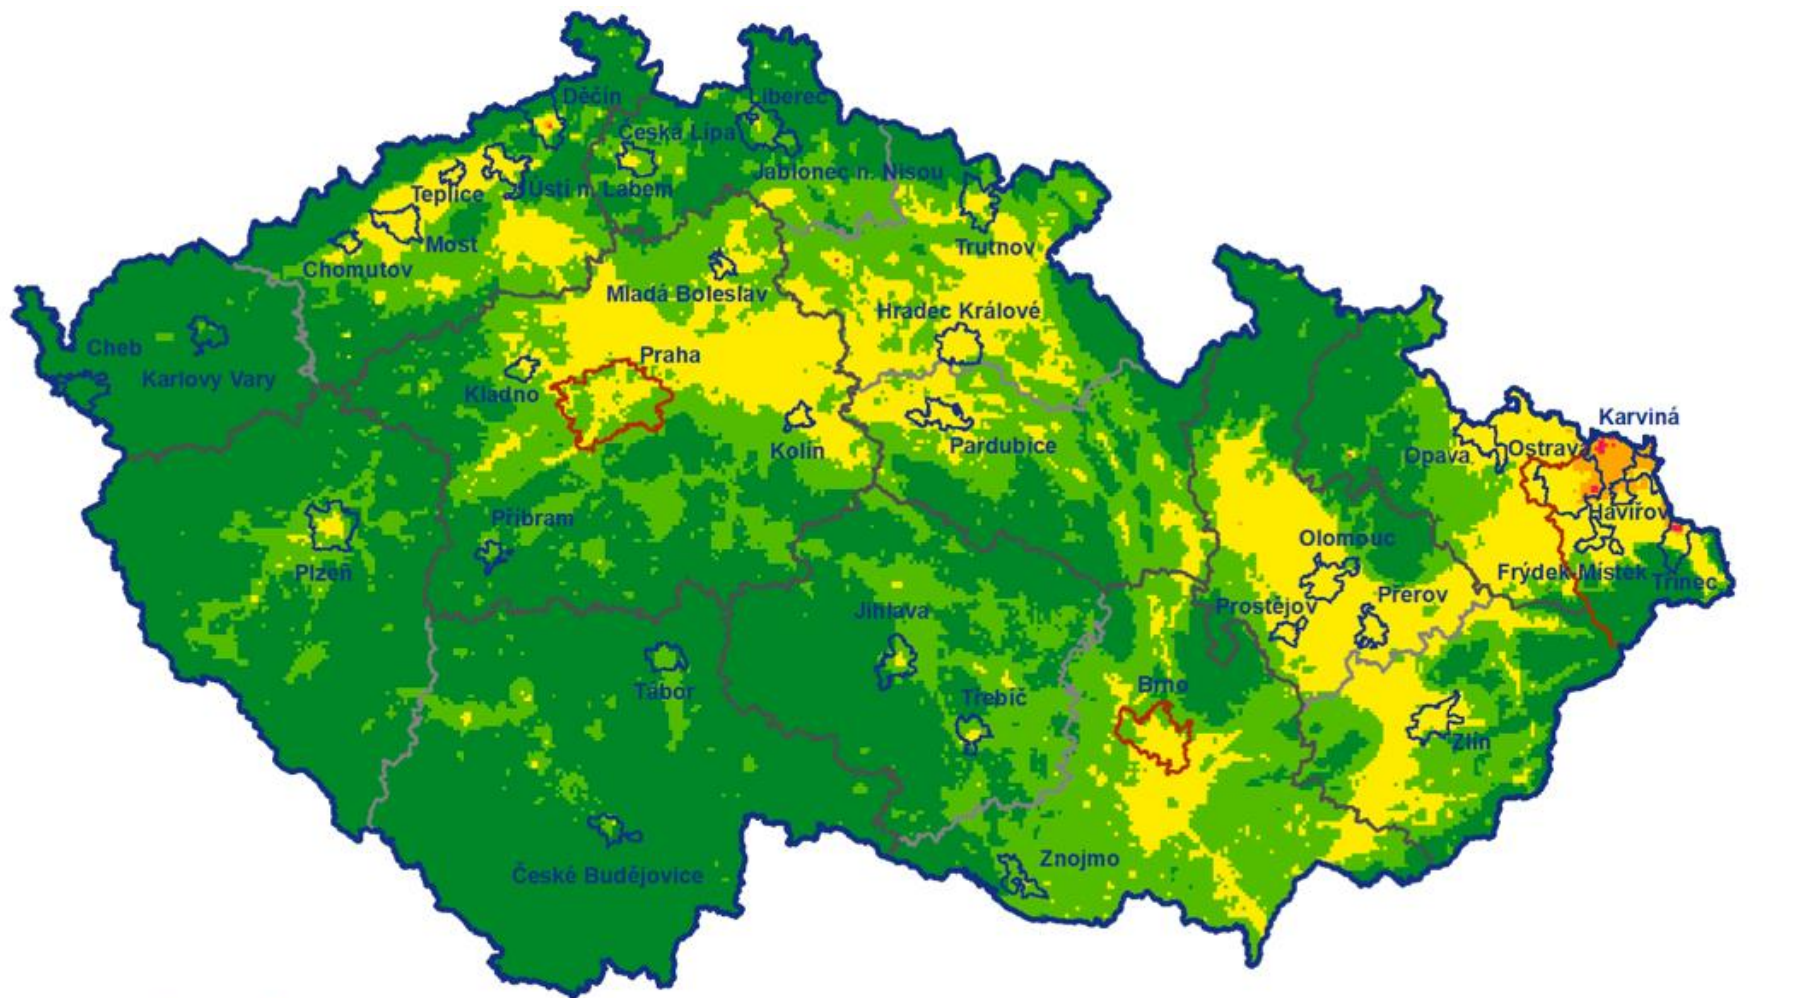 Děčín
Liberec
Česká Lípa
Jablonec n. Nisou
Teplice
Ústí n. Labem
Most
Trutnov
Chomutov
Mladá Boleslav
Hradec Králové
Cheb
Praha
Karlovy Vary
Kladno
Karviná
Kolín
Pardubice
Opava
Ostrava
Příbram
Havířov
Plzeň
Olomouc
Frýdek-Místek
Třinec
Jihlava
Prostějov
Přerov
Tábor
Třebíč
Brno
Zlín
Znojmo
České Budějovice